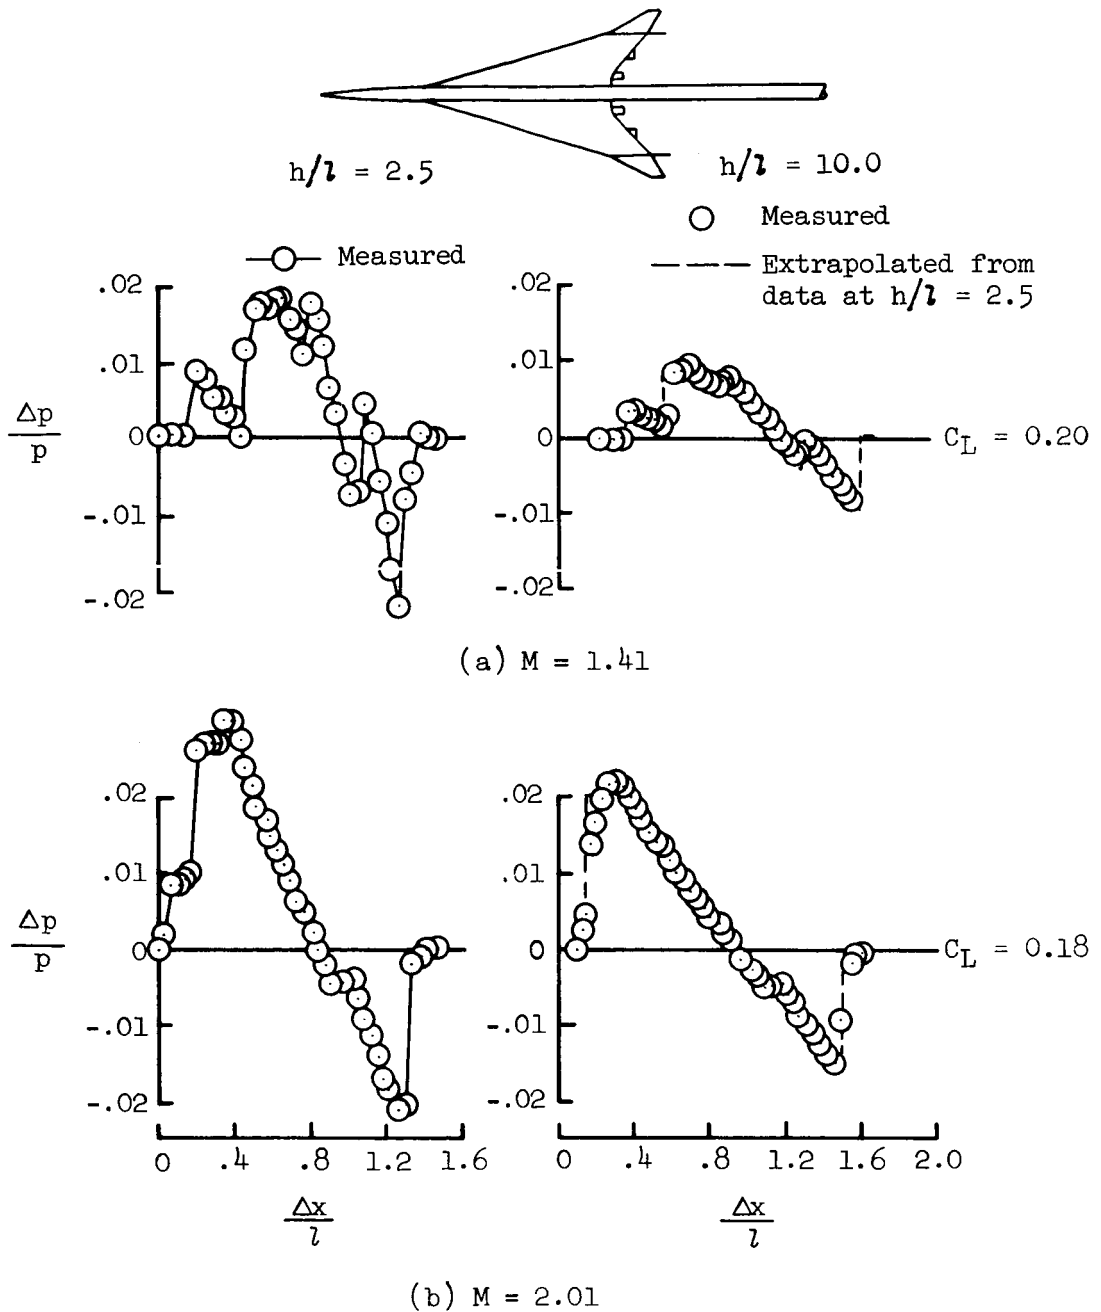 h/l = 2.5
h/l = 10.0
Measured
Measured
Extrapolated from
data at h/l = 2.5
.02
.01
0
-.01
-.02
Δp
p
.02
.01
0
-.01
-.02
C_L = 0.20
(a) M = 1.41
.02
.01
0
-.01
-.02
Δp
p
.02
.01
0
-.01
-.02
C_L = 0.18
0 .4 .8 1.2 1.6
0 .4 .8 1.2 1.6 2.0
Δx
l
Δx
l
(b) M = 2.01